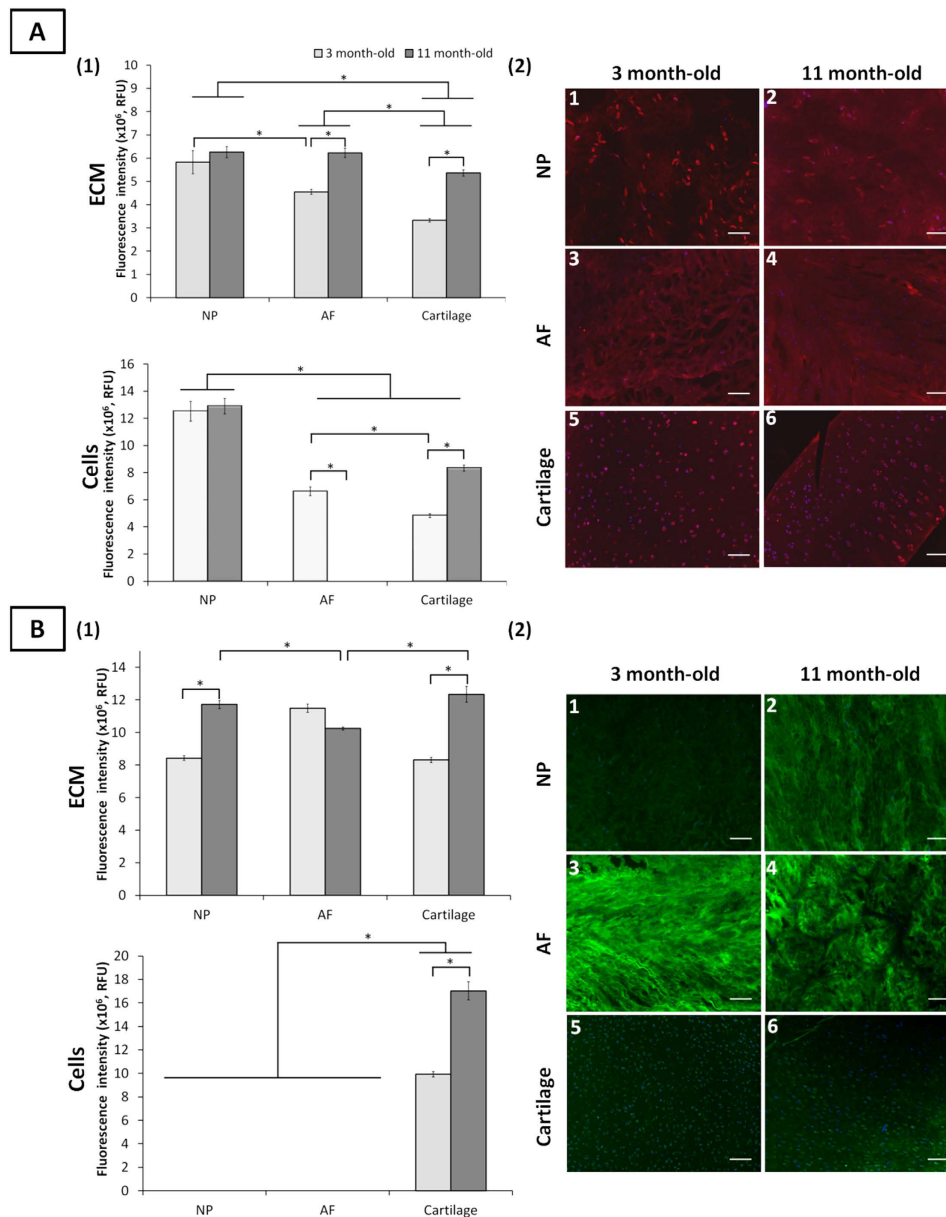 A
(1)
3 month-old 11 month-old
10
9
8
7
6
5
4
3
2
1
0
ECM
Fluorescence intensity (x10⁶, RFU)
*
*
*
*
*
NP AF Cartilage
16
14
12
10
8
6
4
2
0
Cells
Fluorescence intensity (x10⁶, RFU)
*
*
*
*
NP AF Cartilage
(2)
3 month-old 11 month-old
NP
1 2
AF
3 4
Cartilage
5 6
B
(1)
14
12
10
8
6
4
2
0
ECM
Fluorescence intensity (x10⁶, RFU)
*
*
*
*
NP AF Cartilage
20
18
16
14
12
10
8
6
4
2
0
Cells
Fluorescence intensity (x10⁶, RFU)
*
*
NP AF Cartilage
(2)
3 month-old 11 month-old
NP
1 2
AF
3 4
Cartilage
5 6